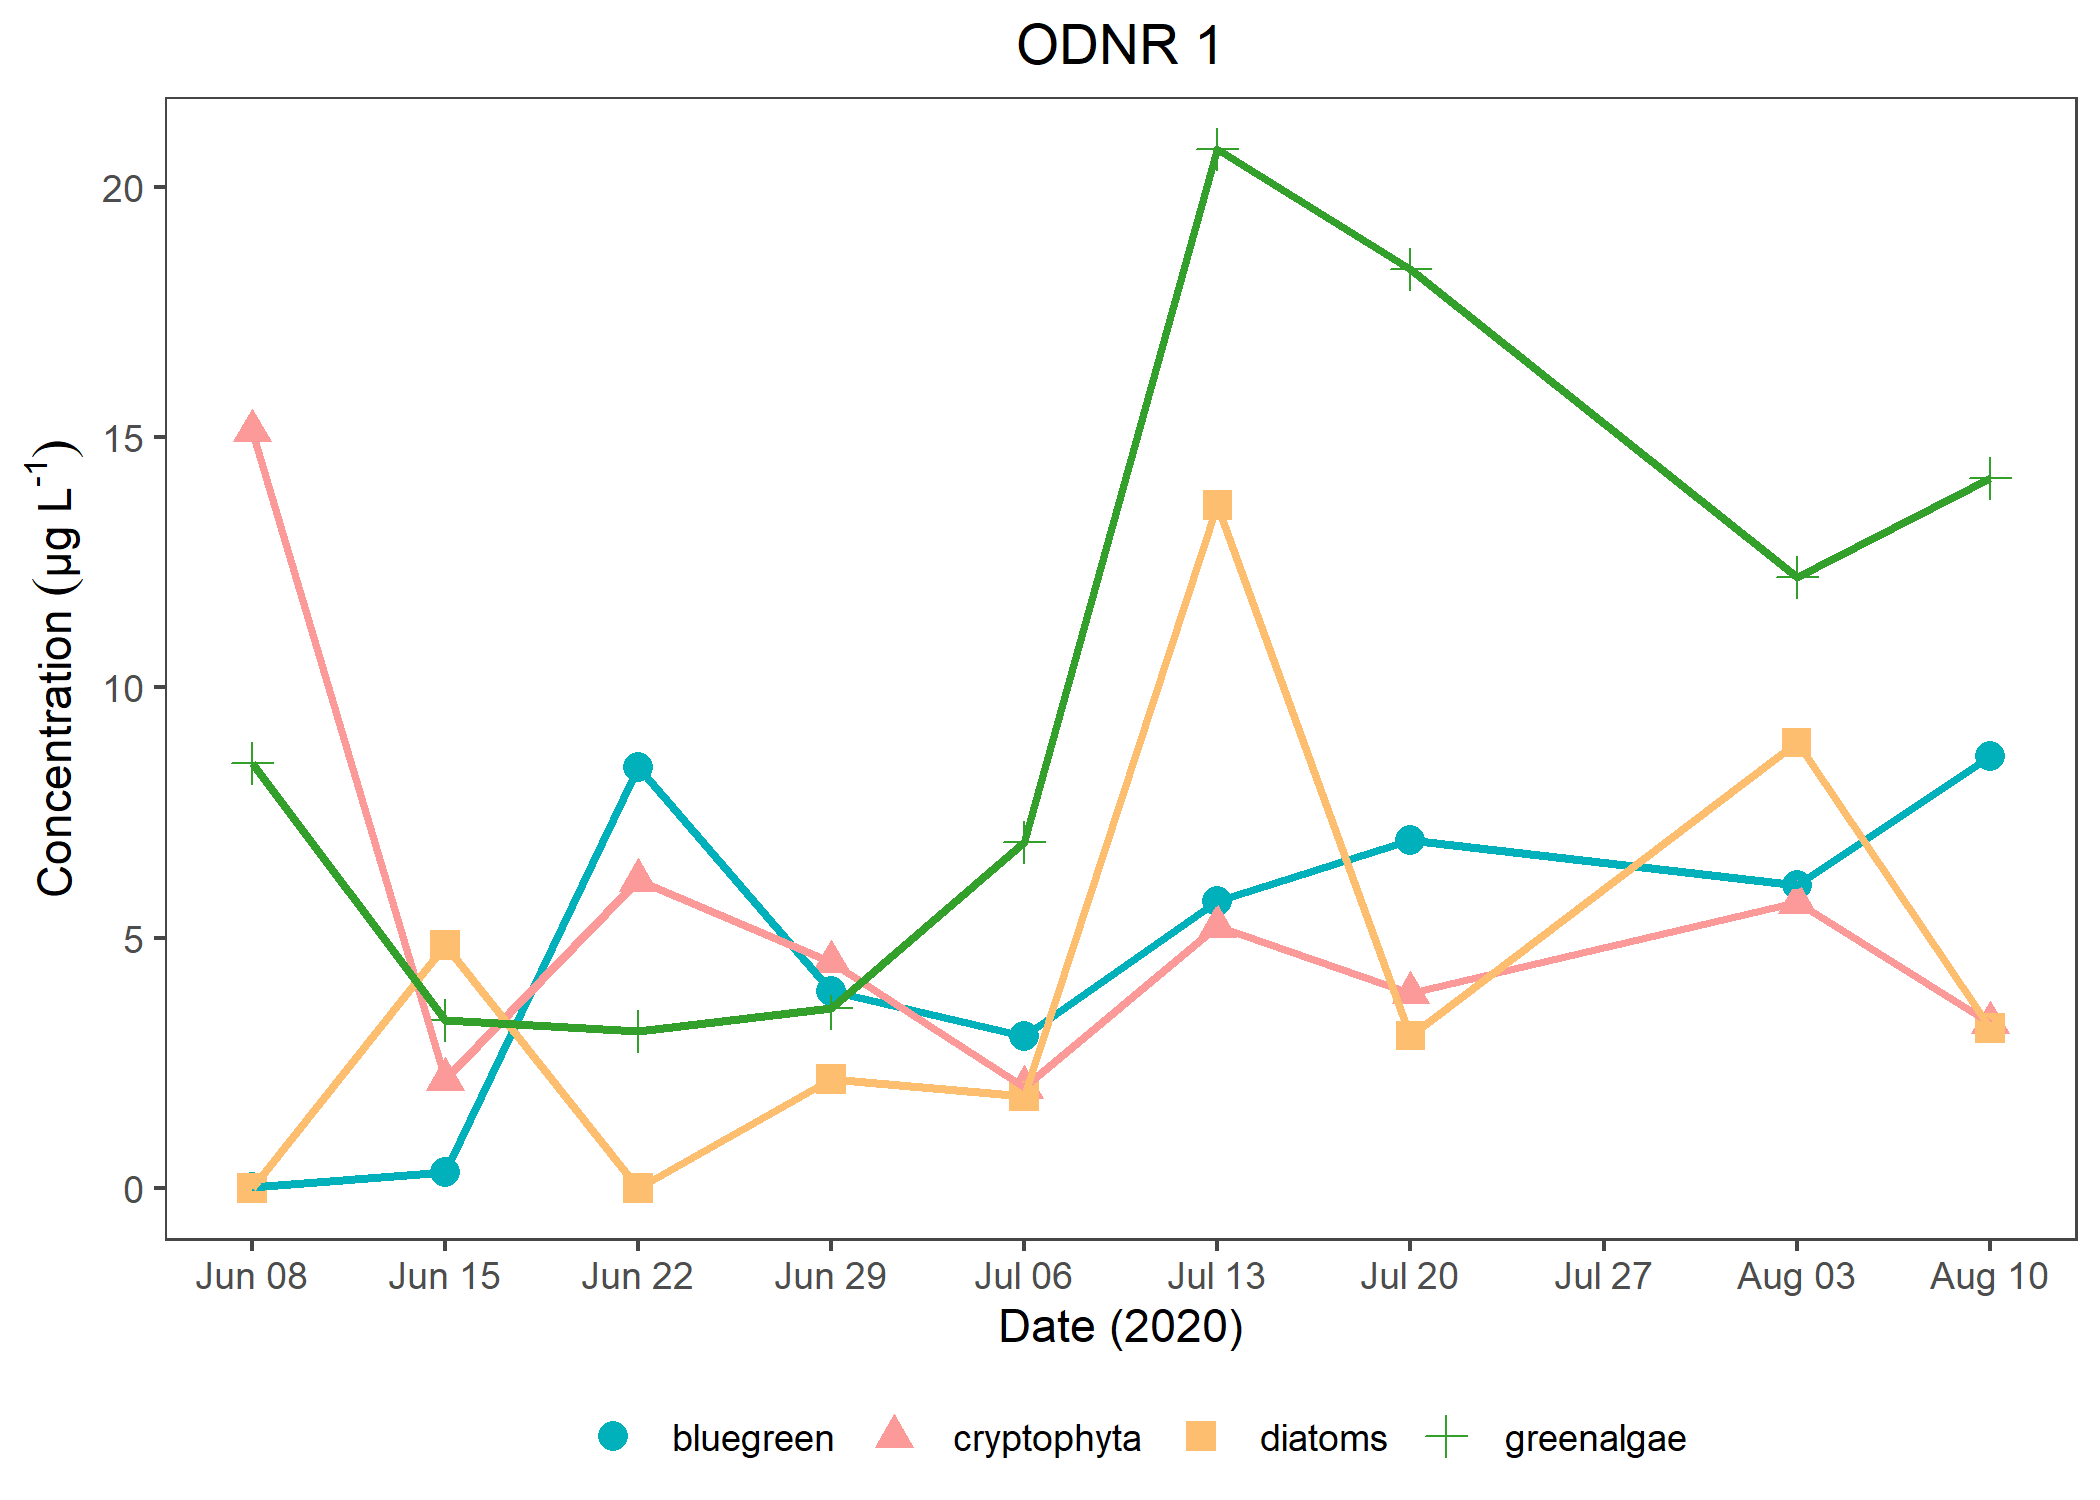 ODNR 1
Concentration (µg L⁻¹)
20
15
10
5
0
Jun 08 Jun 15 Jun 22 Jun 29 Jul 06 Jul 13 Jul 20 Jul 27 Aug 03 Aug 10
Date (2020)
bluegreen cryptophyta diatoms greenalgae